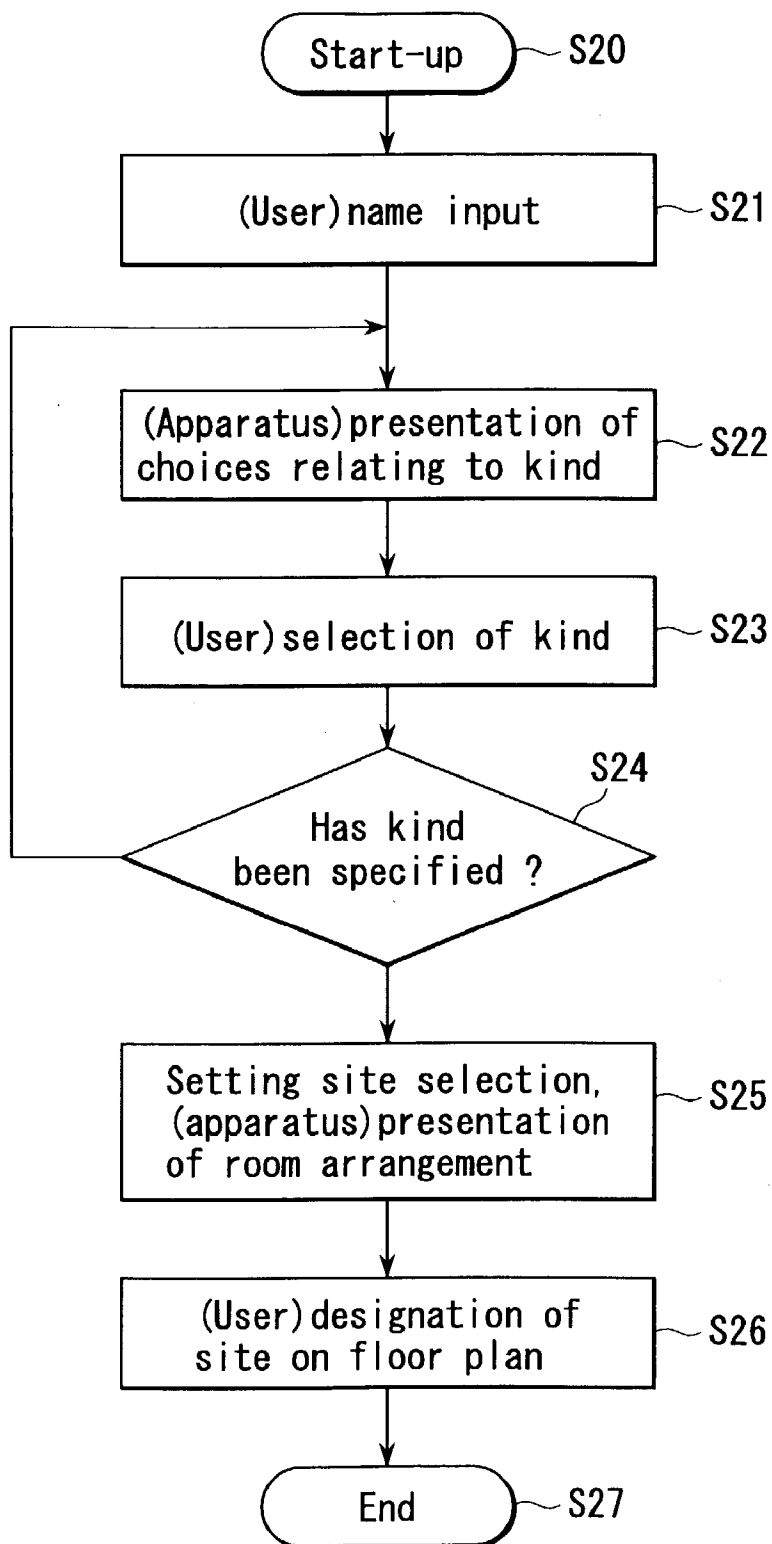 Start-up
S20
(User)name input
S21
(Apparatus)presentation of
choices relating to kind
S22
(User)selection of kind
S23
S24
Has kind
been specified ?
Setting site selection,
(apparatus)presentation
of room arrangement
S25
(User)designation of
site on floor plan
S26
End
S27